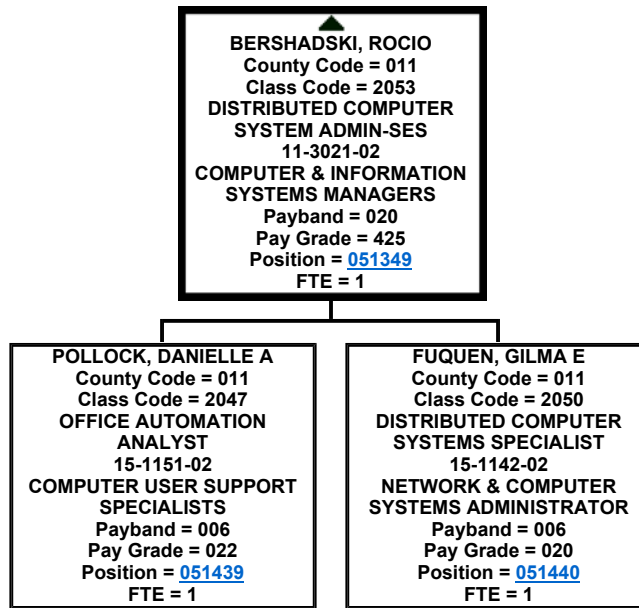 BERSHADSKI, ROCIO
County Code = 011
Class Code = 2053
DISTRIBUTED COMPUTER
SYSTEM ADMIN-SES
11-3021-02
COMPUTER & INFORMATION
SYSTEMS MANAGERS
Payband = 020
Pay Grade = 425
Position = 051349
FTE = 1
POLLOCK, DANIELLE A
County Code = 011
Class Code = 2047
OFFICE AUTOMATION
ANALYST
15-1151-02
COMPUTER USER SUPPORT
SPECIALISTS
Payband = 006
Pay Grade = 022
Position = 051439
FTE = 1
FUQUEN, GILMA E
County Code = 011
Class Code = 2050
DISTRIBUTED COMPUTER
SYSTEMS SPECIALIST
15-1142-02
NETWORK & COMPUTER
SYSTEMS ADMINISTRATOR
Payband = 006
Pay Grade = 020
Position = 051440
FTE = 1